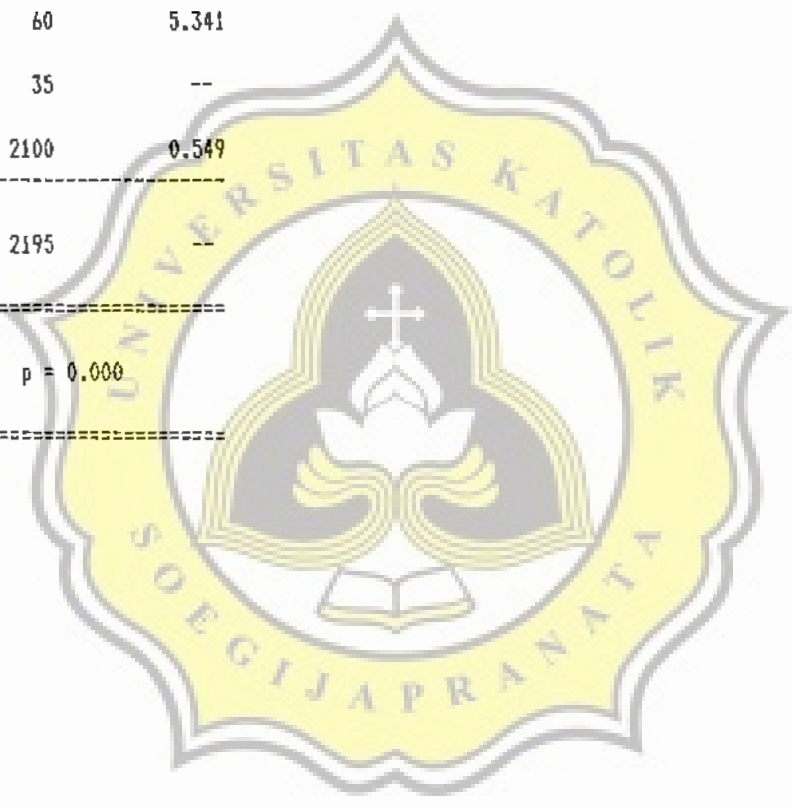 60 5.341
35 --
2100 0.549
----------------------
2195 --
======================
p = 0.000
======================
UNIVERSITAS KATOLIK
SOEGIJAPRANATA